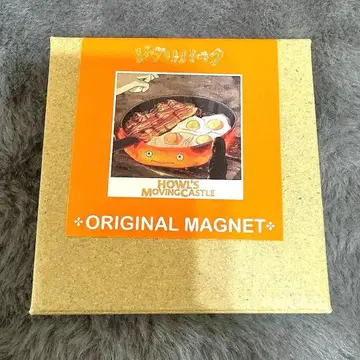 ジブリパーク
HOWL'S
MOVING CASTLE
ORIGINAL MAGNET